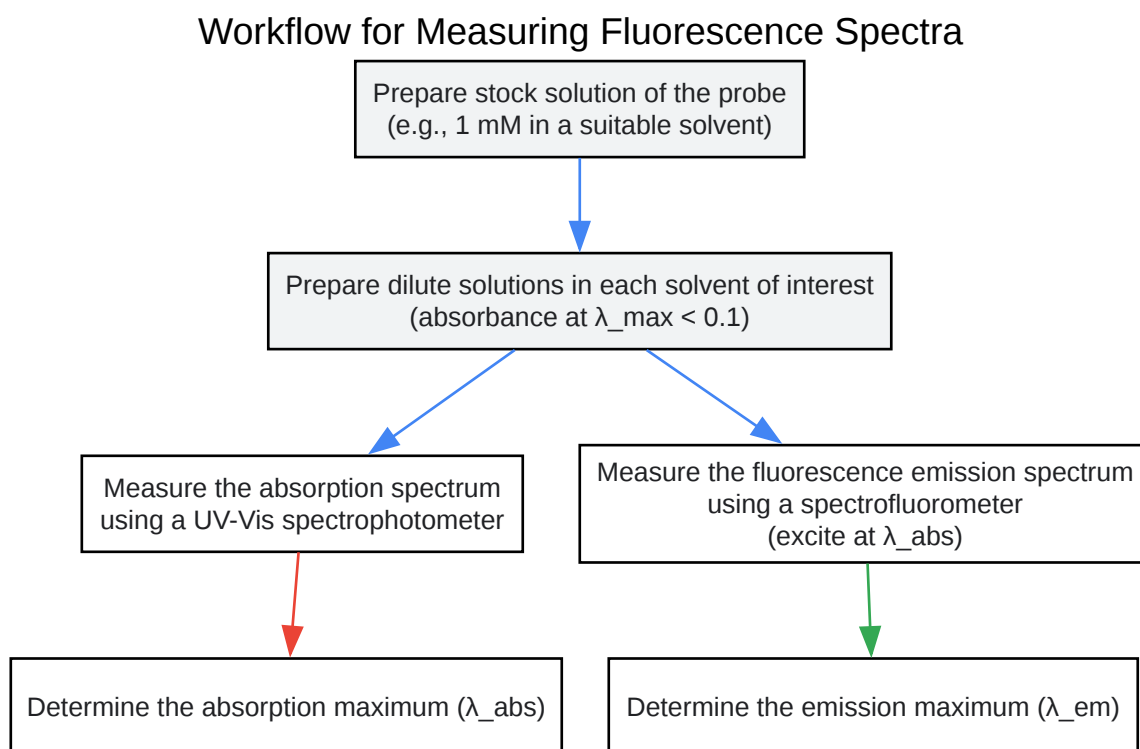 Workflow for Measuring Fluorescence Spectra
Prepare stock solution of the probe
(e.g., 1 mM in a suitable solvent)
Prepare dilute solutions in each solvent of interest
(absorbance at λ_max < 0.1)
Measure the absorption spectrum
using a UV-Vis spectrophotometer
Measure the fluorescence emission spectrum
using a spectrofluorometer
(excite at λ_abs)
Determine the absorption maximum (λ_abs)
Determine the emission maximum (λ_em)